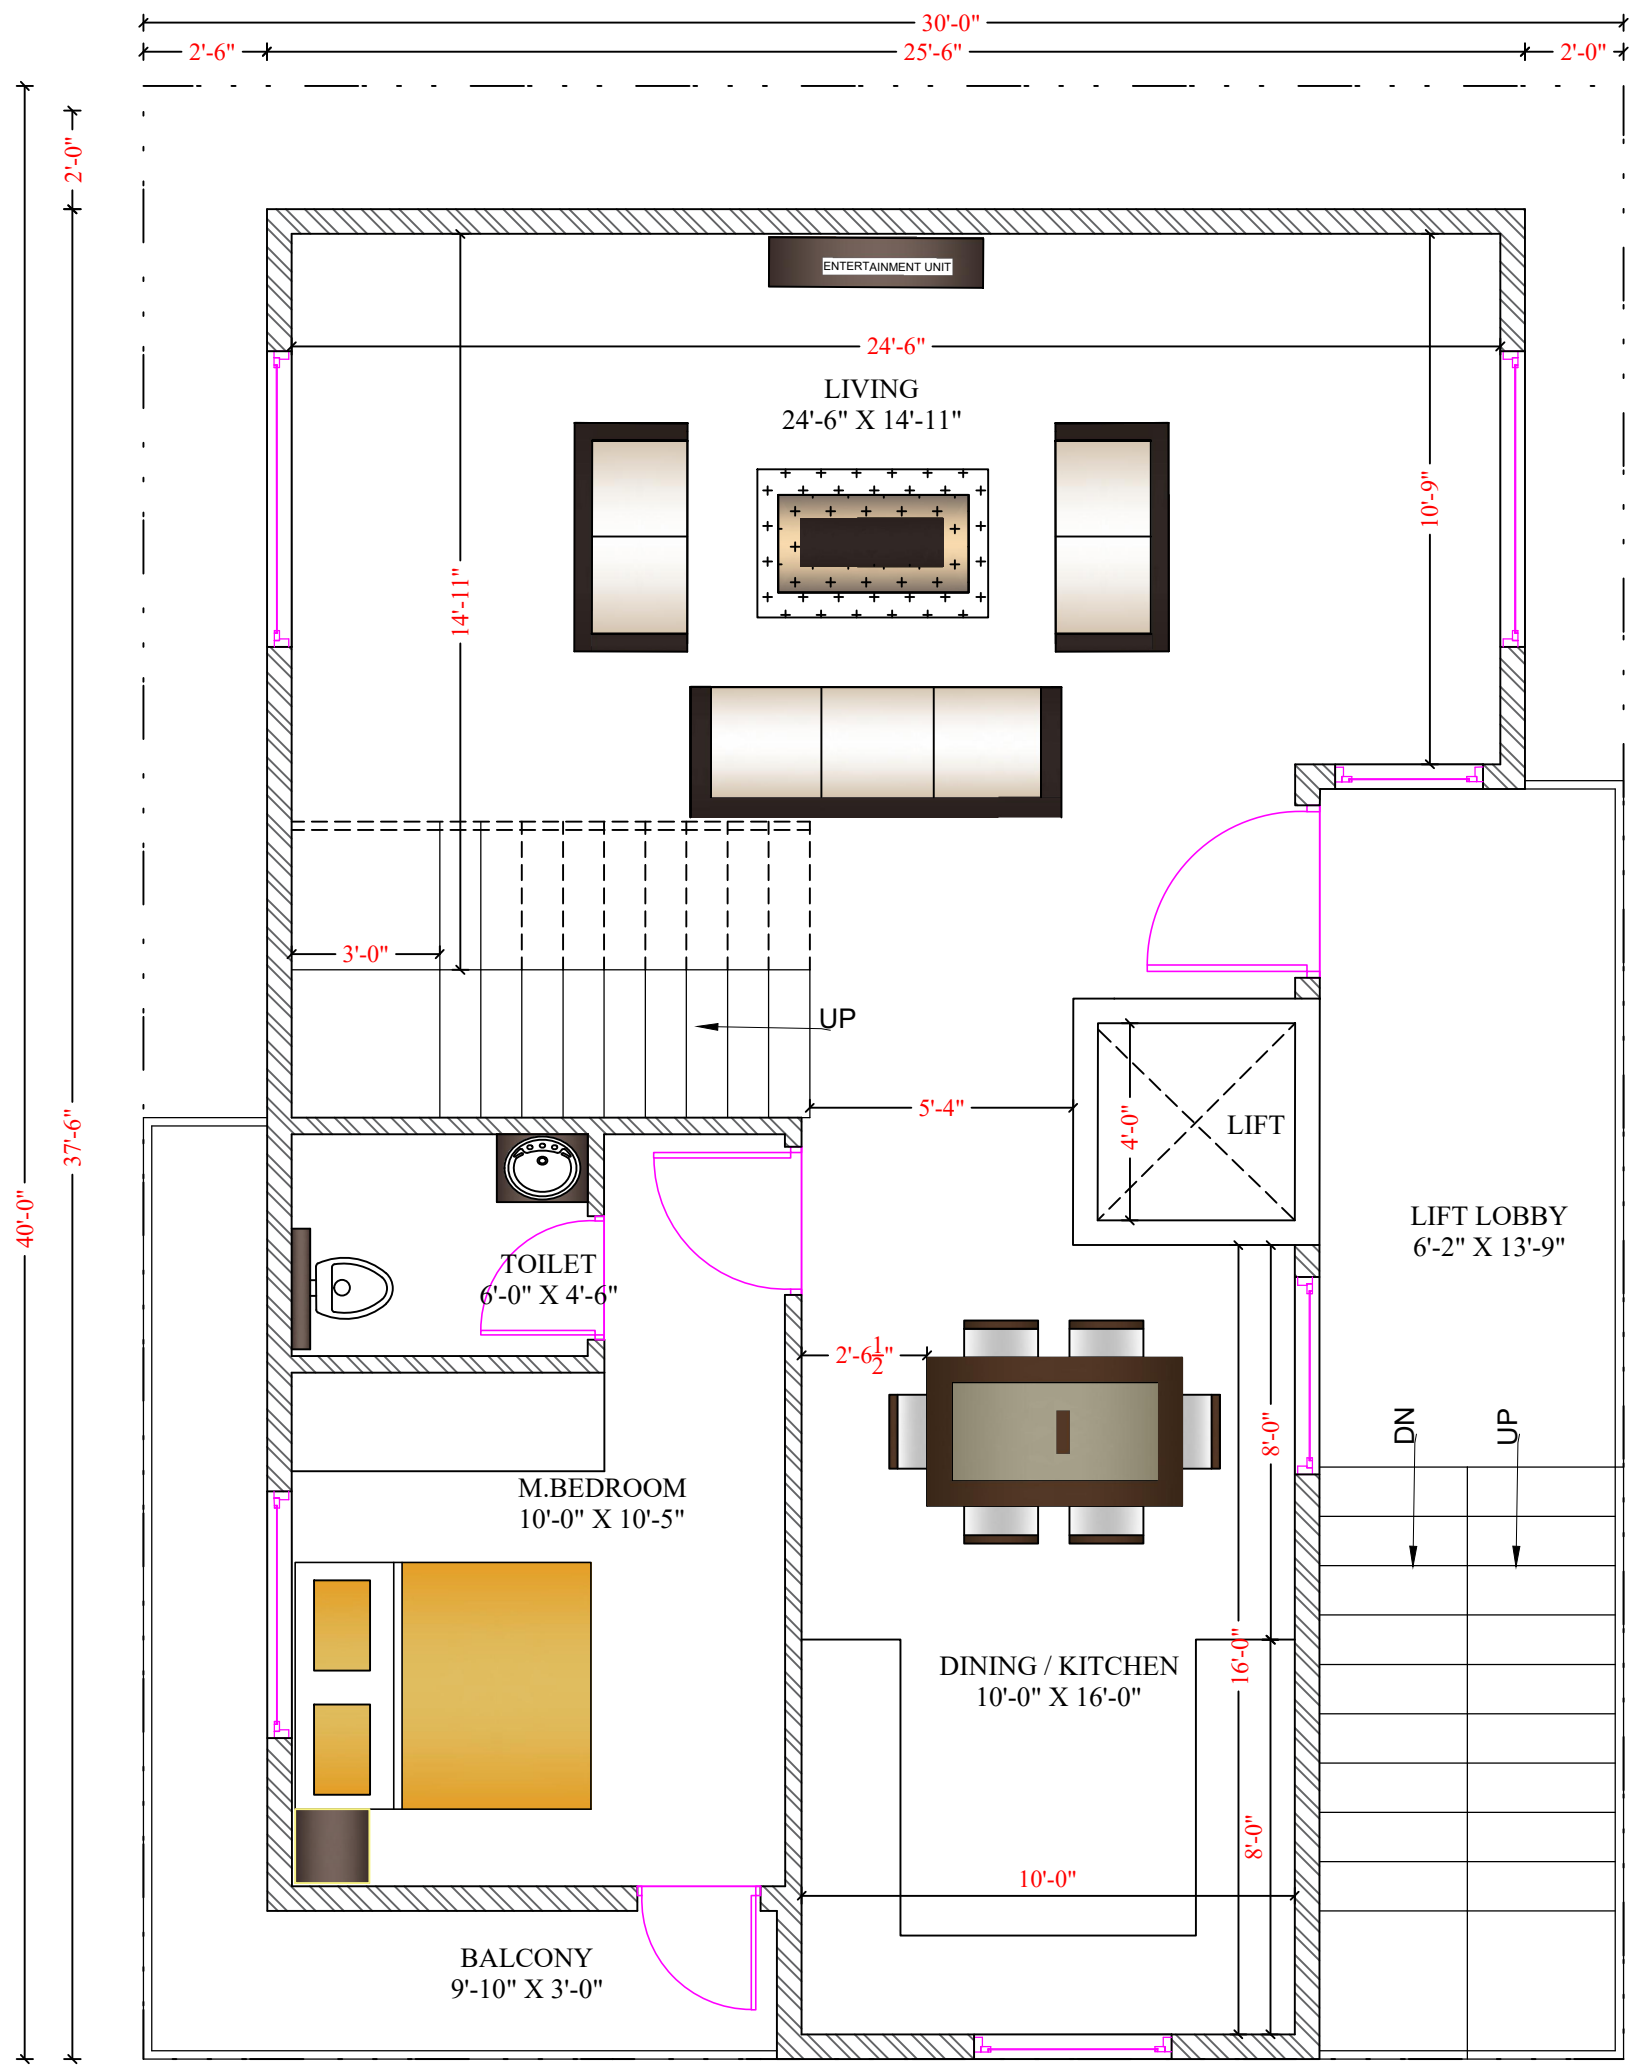 30'-0"
2'-6"
25'-6"
2'-0"
2'-0"
ENTERTAINMENT UNIT
24'-6"
LIVING
24'-6" X 14'-11"
10'-9"
14'-11"
3'-0"
UP
5'-4"
4'-0"
LIFT
37'-6"
40'-0"
LIFT LOBBY
6'-2" X 13'-9"
TOILET
6'-0" X 4'-6"
2'-6 1/2"
8'-0"
DN
UP
M.BEDROOM
10'-0" X 10'-5"
16'-0"
DINING / KITCHEN
10'-0" X 16'-0"
8'-0"
10'-0"
BALCONY
9'-10" X 3'-0"